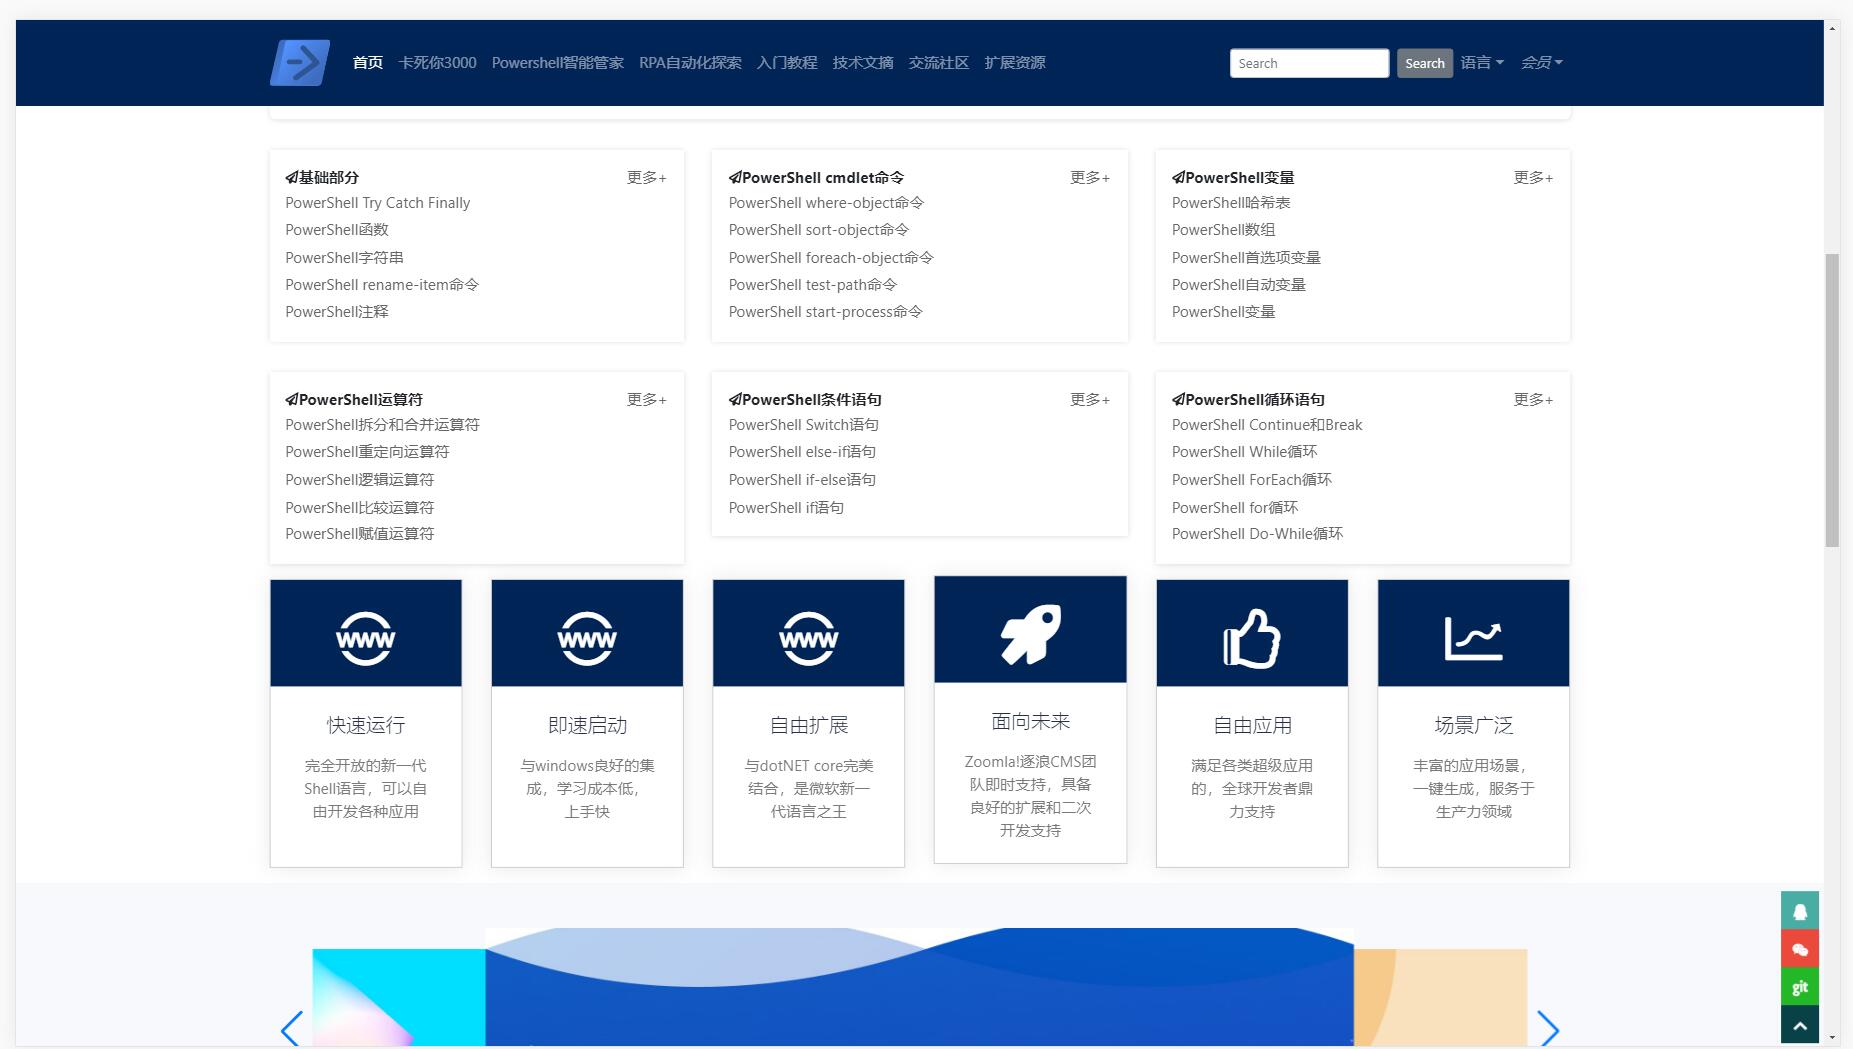 首页 卡死你3000 Powershell智能管家 RPA自动化探索 入门教程 技术文摘 交流社区 扩展资源 Search Search 语言 会员
基础部分 更多+
PowerShell Try Catch Finally
PowerShell函数
PowerShell字符串
PowerShell rename-item命令
PowerShell注释
PowerShell cmdlet命令 更多+
PowerShell where-object命令
PowerShell sort-object命令
PowerShell foreach-object命令
PowerShell test-path命令
PowerShell start-process命令
PowerShell变量 更多+
PowerShell哈希表
PowerShell数组
PowerShell首选项变量
PowerShell自动变量
PowerShell变量
PowerShell运算符 更多+
PowerShell拆分和合并运算符
PowerShell重定向运算符
PowerShell逻辑运算符
PowerShell比较运算符
PowerShell赋值运算符
PowerShell条件语句 更多+
PowerShell Switch语句
PowerShell else-if语句
PowerShell if-else语句
PowerShell if语句
PowerShell循环语句 更多+
PowerShell Continue和Break
PowerShell While循环
PowerShell ForEach循环
PowerShell for循环
PowerShell Do-While循环
www
快速运行
完全开放的新一代
Shell语言，可以自
由开发各种应用
www
即速启动
与windows良好的集
成，学习成本低，
上手快
www
自由扩展
与dotNET core完美
结合，是微软新一
代语言之王
面向未来
Zoomla!逐浪CMS团
队即时支持，具备
良好的扩展和二次
开发支持
自由应用
满足各类超级应用
的，全球开发者鼎
力支持
场景广泛
丰富的应用场景，
一键生成，服务于
生产力领域
git